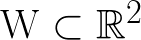 W ⊂ ℝ²